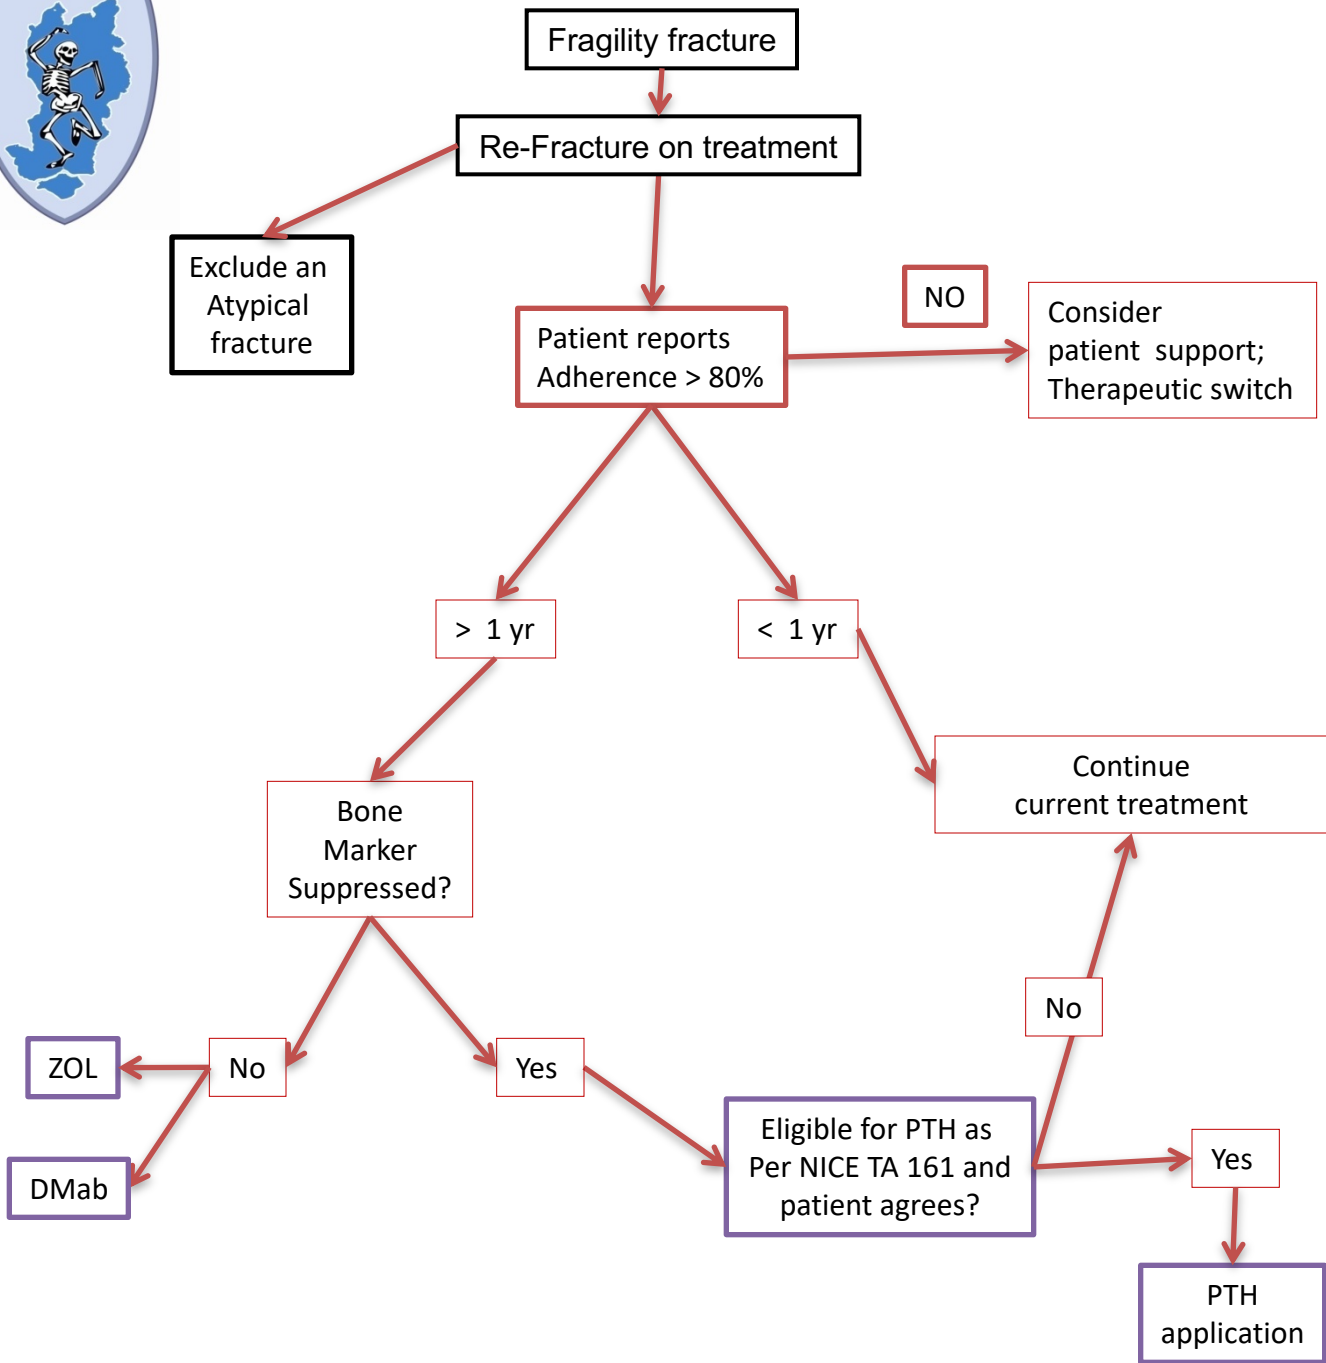 Fragility fracture
Re-Fracture on treatment
Exclude an
Atypical
fracture
NO
Patient reports
Adherence > 80%
Consider
patient support;
Therapeutic switch
> 1 yr
< 1 yr
Continue
current treatment
Bone
Marker
Suppressed?
No
ZOL
No
Yes
DMab
Eligible for PTH as
Per NICE TA 161 and
patient agrees?
Yes
PTH
application